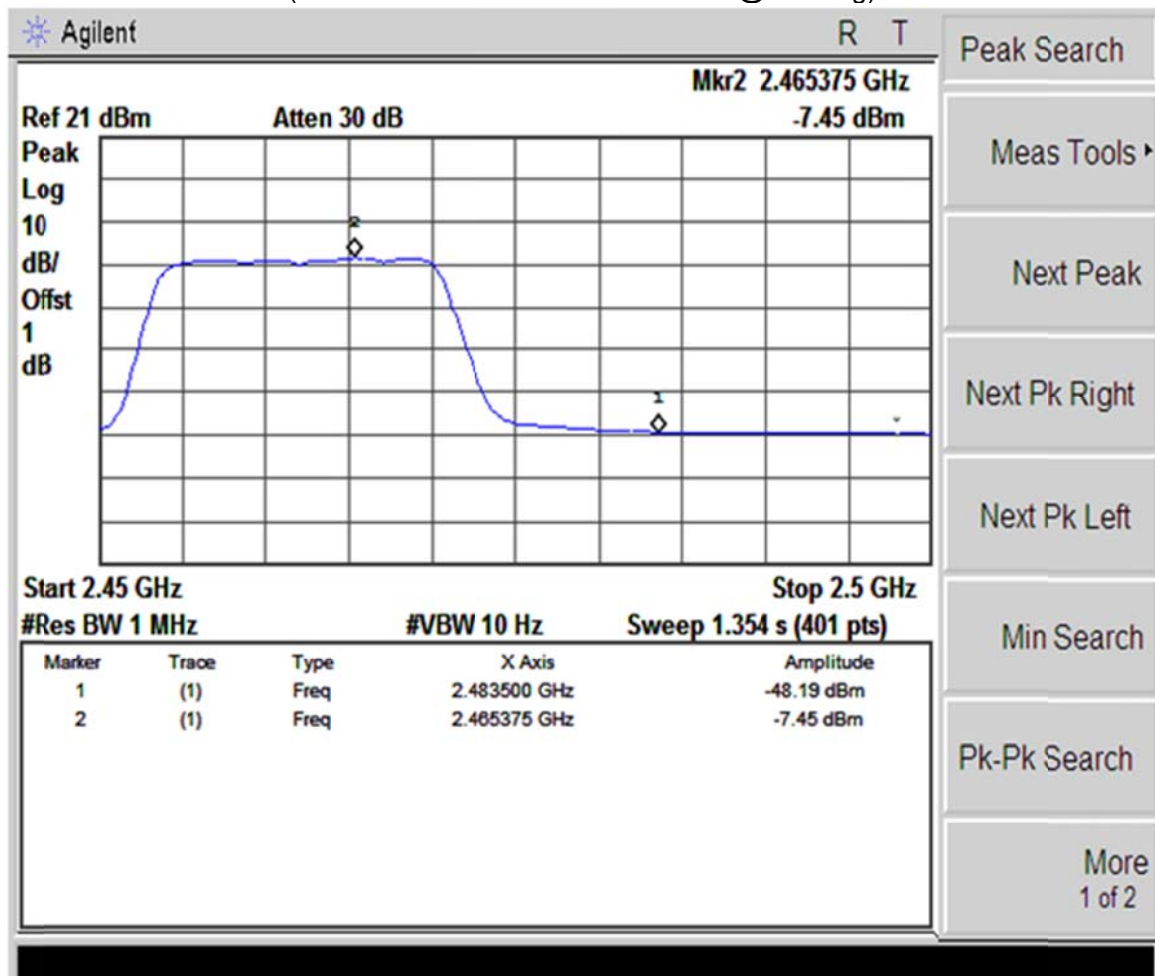 Agilent
R T
Peak Search
Mkr2 2.465375 GHz
Ref 21 dBm Atten 30 dB -7.45 dBm
Peak
Log
10
dB/
Offst
1
dB
2
1
Meas Tools
Next Peak
Next Pk Right
Next Pk Left
Min Search
Pk-Pk Search
More
1 of 2
Start 2.45 GHz Stop 2.5 GHz
#Res BW 1 MHz #VBW 10 Hz Sweep 1.354 s (401 pts)
Marker Trace Type X Axis Amplitude
1 (1) Freq 2.483500 GHz -48.19 dBm
2 (1) Freq 2.465375 GHz -7.45 dBm